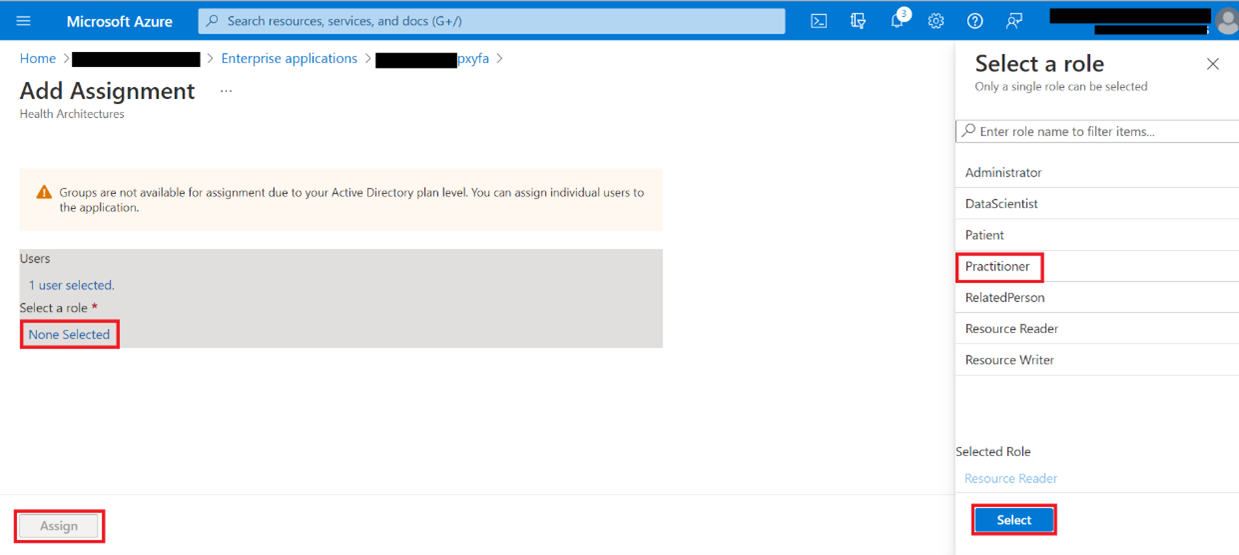 Microsoft Azure
Search resources, services, and docs (G+/)
3
Home > > Enterprise applications > pxyfa >
Add Assignment ...
Health Architectures
Groups are not available for assignment due to your Active Directory plan level. You can assign individual users to
the application.
Users
1 user selected.
Select a role *
None Selected
Assign
Select a role
Only a single role can be selected
Enter role name to filter items...
Administrator
DataScientist
Patient
Practitioner
RelatedPerson
Resource Reader
Resource Writer
Selected Role
Resource Reader
Select